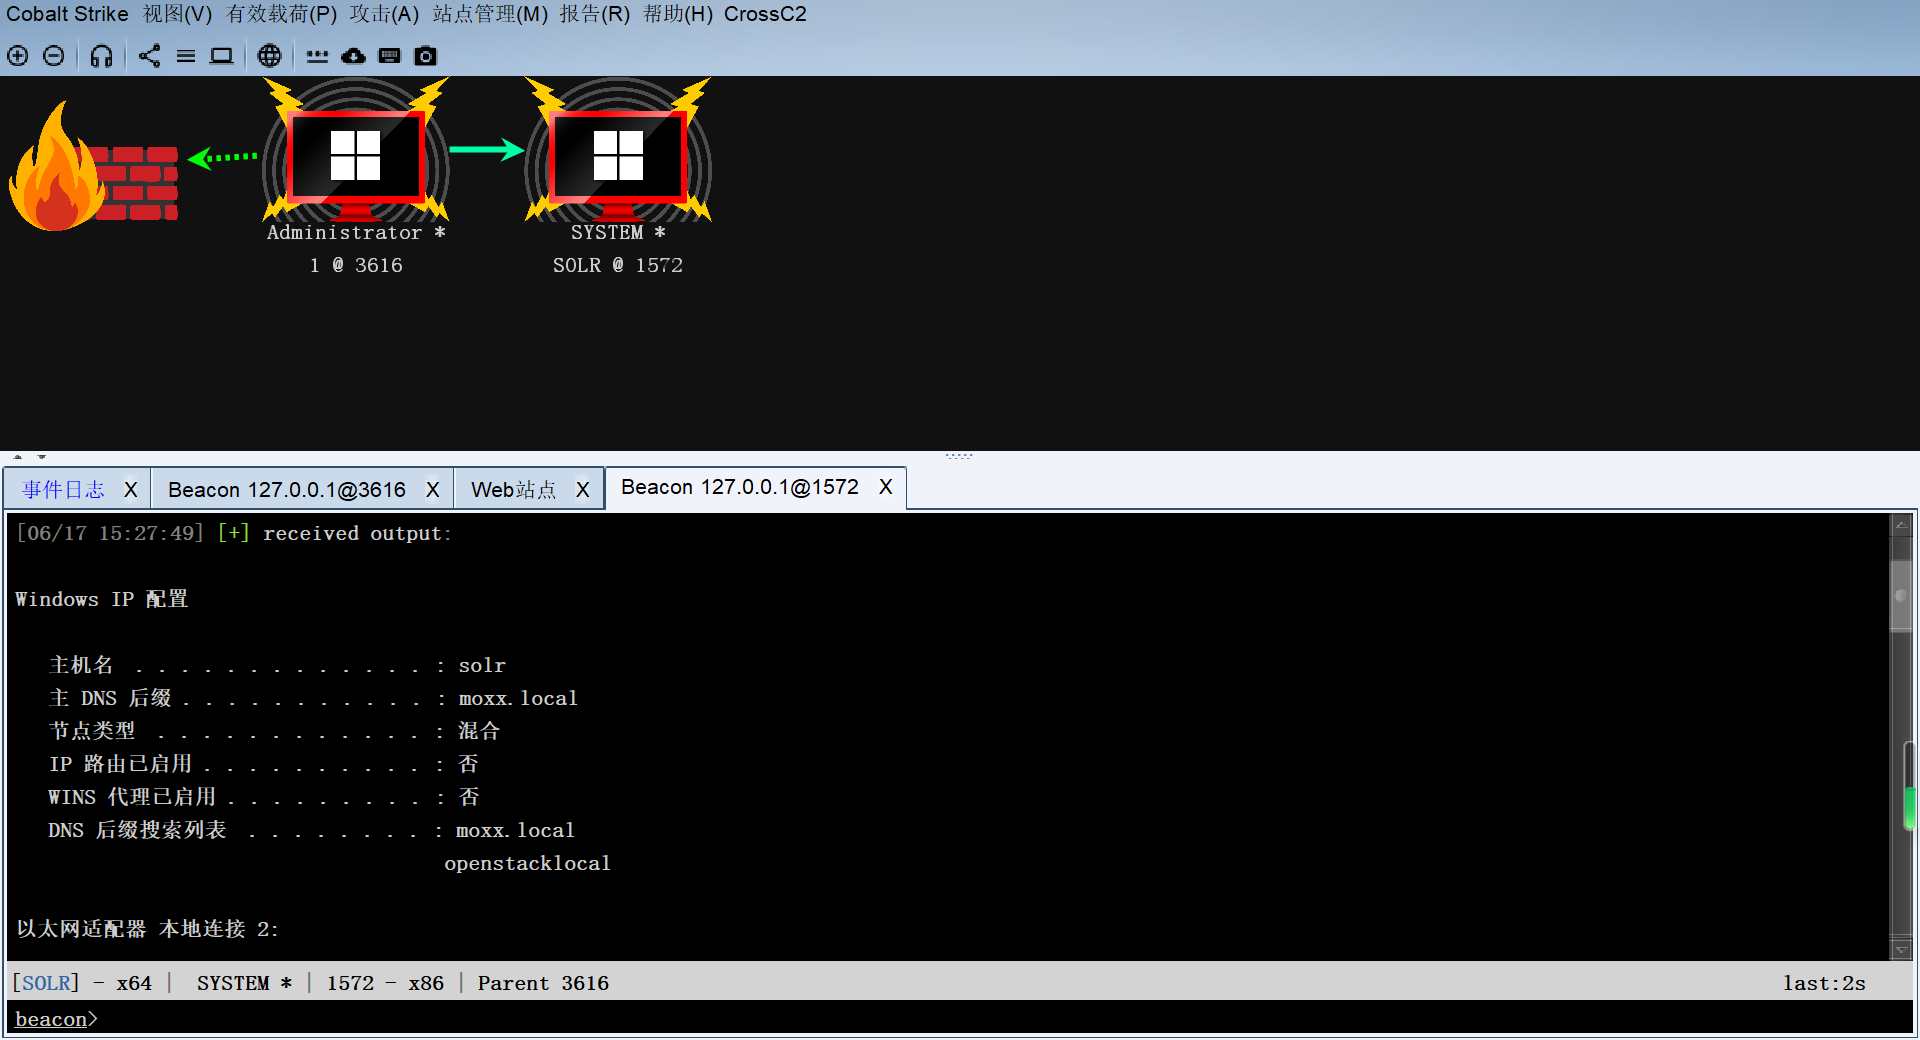 Cobalt Strike 视图(V) 有效载荷(P) 攻击(A) 站点管理(M) 报告(R) 帮助(H) CrossC2
Administrator *
1 @ 3616
SYSTEM *
SOLR @ 1572
事件日志 X Beacon 127.0.0.1@3616 X Web站点 X Beacon 127.0.0.1@1572 X
[06/17 15:27:49] [+] received output:
Windows IP 配置
主机名 . . . . . . . . . . . . . : solr
主 DNS 后缀 . . . . . . . . . . . : moxx.local
节点类型 . . . . . . . . . . . . : 混合
IP 路由已启用 . . . . . . . . . . : 否
WINS 代理已启用 . . . . . . . . . : 否
DNS 后缀搜索列表 . . . . . . . . : moxx.local
openstacklocal
以太网适配器 本地连接 2:
[SOLR] - x64 | SYSTEM * | 1572 - x86 | Parent 3616 last:2s
beacon>